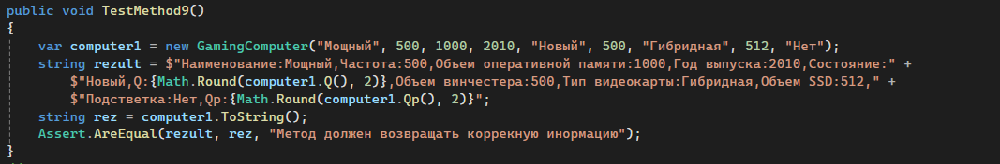 public void TestMethod9()
{
var computer1 = new GamingComputer("Мощный", 500, 1000, 2010, "Новый", 500, "Гибридная", 512, "Нет");
string rezult = $"Наименование:Мощный,Частота:500,Объем оперативной памяти:1000,Год выпуска:2010,Состояние:" +
$"Новый,Q:{Math.Round(computer1.Q(), 2)},Объем винчестера:500,Тип видеокарты:Гибридная,Объем SSD:512," +
$"Подстветка:Нет,Qp:{Math.Round(computer1.Qp(), 2)}";
string rez = computer1.ToString();
Assert.AreEqual(rezult, rez, "Метод должен возвращать коррекную инормацию");
}